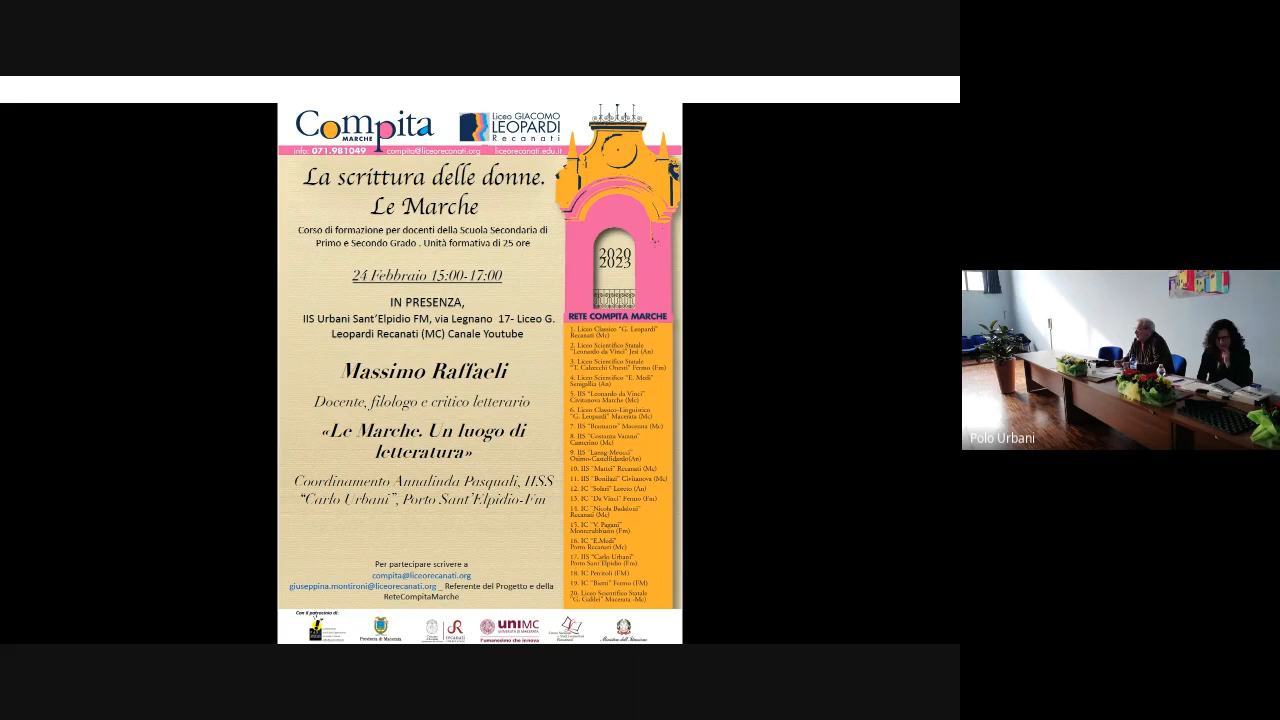 Compita
MARCHE
Liceo GIACOMO
LEOPARDI
Recanati
info: 071.981049 compita@liceorecanati.org liceorecanati.edu.it
La scrittura delle donne.
Le Marche
Corso di formazione per docenti della Scuola Secondaria di
Primo e Secondo Grado . Unità formativa di 25 ore
24 Febbraio 15:00-17:00
IN PRESENZA,
IIS Urbani Sant'Elpidio FM, via Legnano 17- Liceo G.
Leopardi Recanati (MC) Canale Youtube
Massimo Raffaeli
Docente, filologo e critico letterario
«Le Marche. Un luogo di
letteratura»
Coordinamento Annalinda Pasquali, IISS
"Carlo Urbani", Porto Sant'Elpidio-Fm
Per partecipare scrivere a
compita@liceorecanati.org
giuseppina.montironi@liceorecanati.org _ Referente del Progetto e della
ReteCompitaMarche
2020
2023
RETE COMPITA MARCHE
1. Liceo Classico "G. Leopardi"
Recanati (Mc)
2. Liceo Scientifico Statale
"Leonardo da Vinci" Jesi (An)
3. Liceo Scientifico Statale
"T. Calzecchi Onesti" Fermo (Fm)
4. Liceo Scientifico "E. Medi"
Senigallia (An)
5. IIS "Leonardo da Vinci"
Civitanova Marche (Mc)
6. Liceo Classico-Linguistico
"G. Leopardi" Macerata (Mc)
7. IIS "Bramante" Macerata (Mc)
8. IIS "Costanza Varano"
Camerino (Mc)
9. IIS "Laeng-Meucci"
Osimo-Castelfidardo(An)
10. IIS "Mattei" Recanati (Mc)
11. IIS "Bonifazi" Civitanova (Mc)
12. IC "Solari" Loreto (An)
13. IC "Da Vinci" Fermo (Fm)
14. IC "Nicola Badaloni"
Recanati (Mc)
15. IC "V. Pagani"
Monterubbiano (Fm)
16. IC "E.Medi"
Porto Recanati (Mc)
17. IIS "Carlo Urbani"
Porto Sant'Elpidio (Fm)
18. IC Petritoli (FM)
19. IC "Betti" Fermo (FM)
20. Liceo Scientifico Statale
"G. Galilei" Macerata -Mc)
Con il patrocinio di:
Provincia di Macerata
RECANATI
UNIMC
UNIVERSITÀ DI MACERATA
l'umanesimo che innova
Ministero dell'Istruzione
Polo Urbani